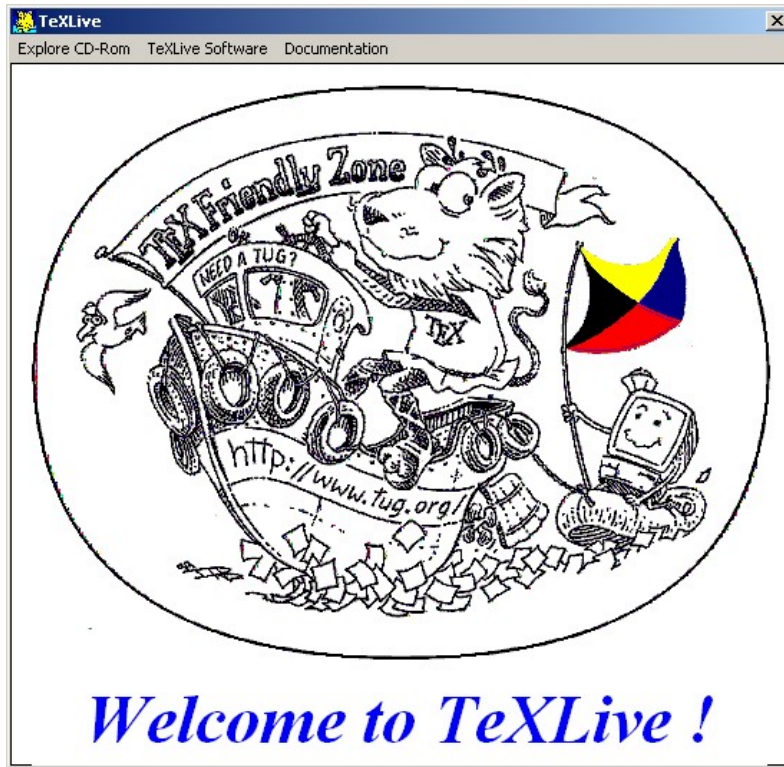 TeXLive
Explore CD-Rom TeXLive Software Documentation
TEX Friendly Zone
NEED A TUG?
TEX
http://www.tug.org/
Welcome to TeXLive !